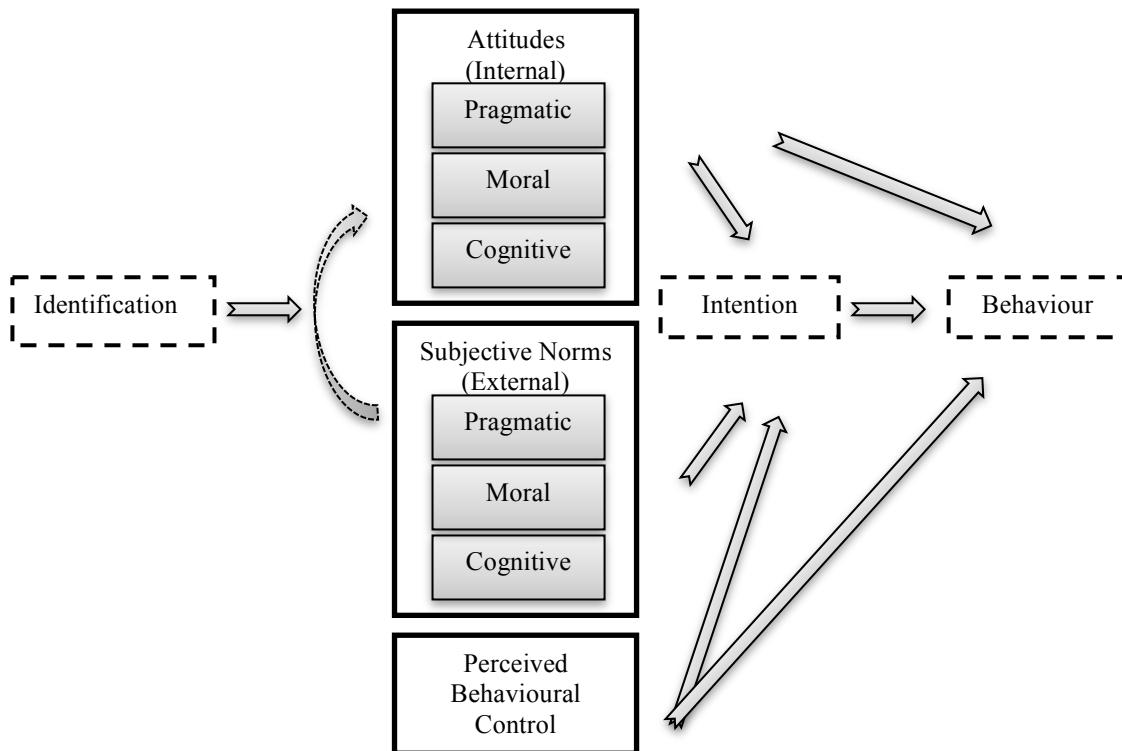 Attitudes
(Internal)
Pragmatic
Moral
Cognitive
Identification
Intention
Behaviour
Subjective Norms
(External)
Pragmatic
Moral
Cognitive
Perceived
Behavioural
Control